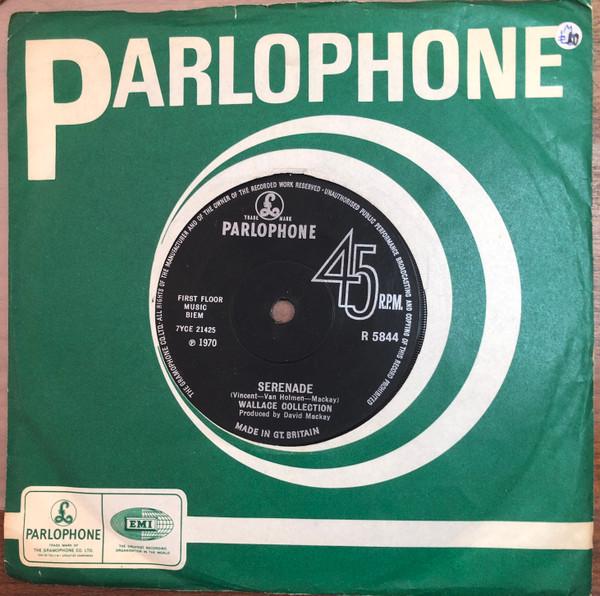 PARLOPHONE
THE GRAMOPHONE CO. LTD. ALL RIGHTS OF THE MANUFACTURER AND OF THE OWNER OF THE RECORDED WORK RESERVED · UNAUTHORISED PUBLIC PERFORMANCE BROADCASTING AND COPYING OF THIS RECORD PROHIBITED
£
TRADE MARK
PARLOPHONE
45 R.P.M.
FIRST FLOOR
MUSIC
BIEM
7YCE 21425
℗ 1970
R 5844
SERENADE
(Vincent—Van Holmen—Mackay)
WALLACE COLLECTION
Produced by David Mackay
MADE IN GT. BRITAIN
£
PARLOPHONE
TRADE MARK OF
THE GRAMOPHONE CO. LTD.
EMI
THE GREATEST RECORDING
ORGANISATION IN THE WORLD